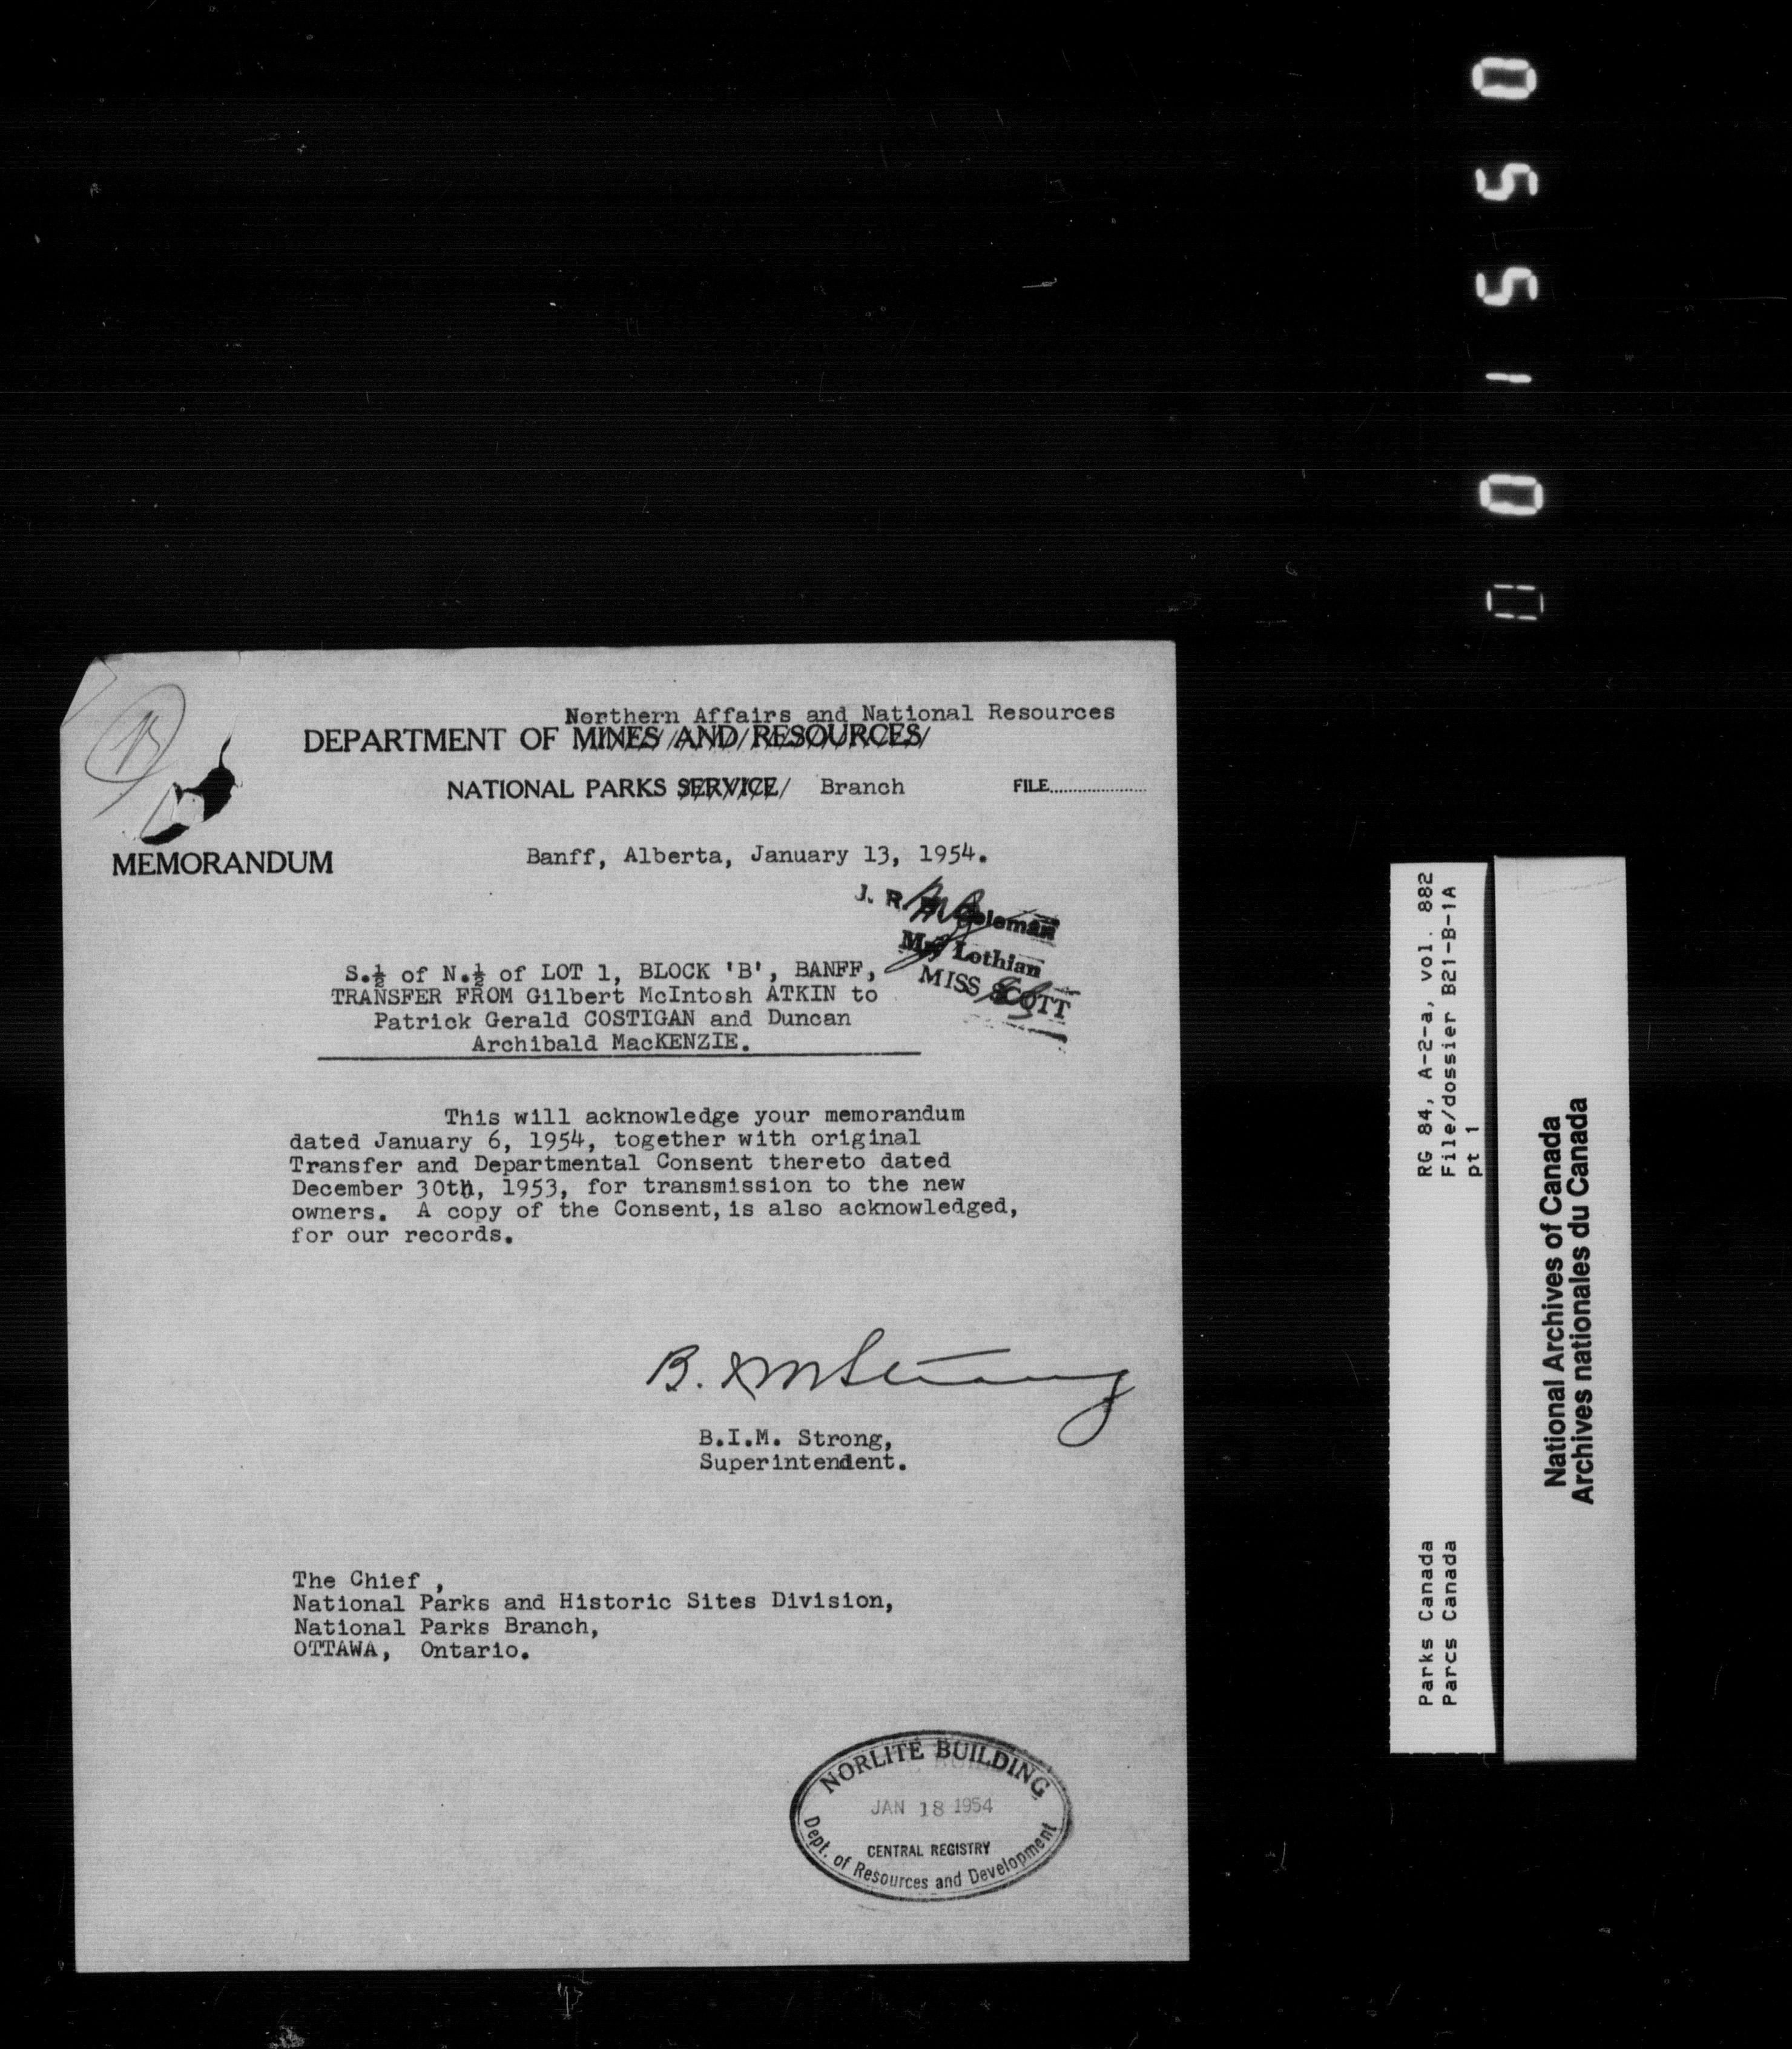 Northern Affairs and National Resources
DEPARTMENT OF MINES AND RESOURCES
NATIONAL PARKS SERVICE Branch FILE....................
MEMORANDUM
Banff, Alberta, January 13, 1954.
J. R. B. Coleman
Mr. Lothian
MISS SCOTT
S.½ of N.½ of LOT 1, BLOCK 'B', BANFF,
TRANSFER FROM Gilbert McIntosh ATKIN to
Patrick Gerald COSTIGAN and Duncan
Archibald MacKENZIE.
This will acknowledge your memorandum
dated January 6, 1954, together with original
Transfer and Departmental Consent thereto dated
December 30th, 1953, for transmission to the new
owners. A copy of the Consent, is also acknowledged,
for our records.
B. I M Strong
B.I.M. Strong,
Superintendent.
The Chief ,
National Parks and Historic Sites Division,
National Parks Branch,
OTTAWA, Ontario.
NORLITE BUILDING
JAN 18 1954
CENTRAL REGISTRY
Dept. of Resources and Development
001550
RG 84, A-2-a, vol. 882
File/dossier B21-B-1A
pt 1
Parks Canada
Parcs Canada
National Archives of Canada
Archives nationales du Canada